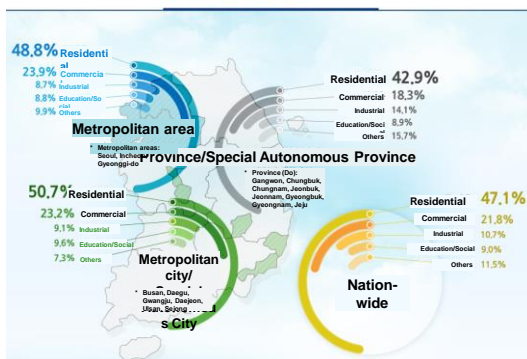 48,8% Residenti
al
23,9% Commercia
l
8,7% Industrial
8,8% Education/So
cial
9,9% Others
Metropolitan area
• Metropolitan areas:
Seoul, Incheon
Gyeonggi-do
Residential 42,9%
Commercial 18,3%
Industrial 14,1%
Education/Soci 8,9%
al
Others 15,7%
Province/Special Autonomous Province
• Province (Do):
Gangwon, Chungbuk,
Chungnam, Jeonbuk,
Jeonnam, Gyeongbuk,
Gyeongnam, Jeju
50,7% Residential
23,2% Commercial
9,1% Industrial
9,6% Education/Social
7,3% Others
Metropolitan
city/
• Busan, Daegu,
Gwangju, Daejeon,
Ulsan, Sejong
s City
Residential 47,1%
Commercial 21,8%
Industrial 10,7%
Education/Social 9,0%
Others 11,5%
Nation-
wide